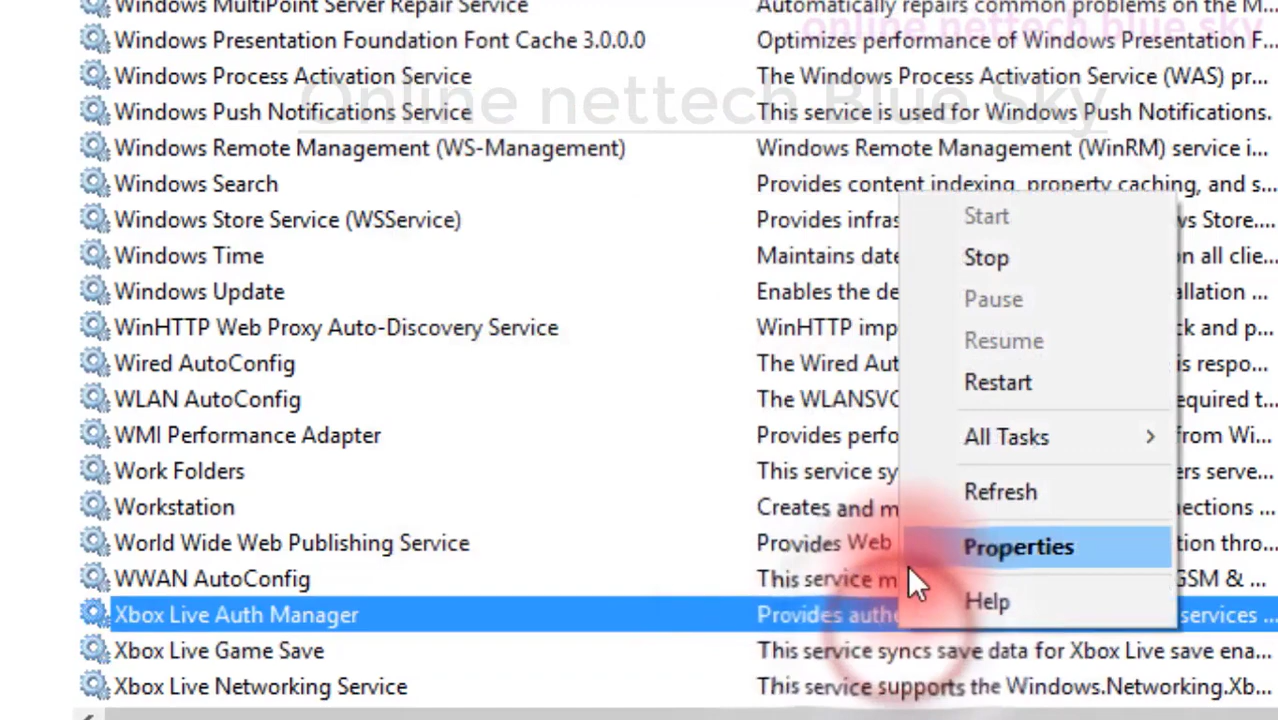 Windows MultiPoint Server Repair Service Automatically repairs common problems on the M...
online nettech blue sky
Windows Presentation Foundation Font Cache 3.0.0.0 Optimizes performance of Windows Presentation F...
Windows Process Activation Service The Windows Process Activation Service (WAS) pr...
Online nettech Blue Sky
Windows Push Notifications Service This service is used for Windows Push Notifications.
Windows Remote Management (WS-Management) Windows Remote Management (WinRM) service i...
Windows Search Provides content indexing, property caching, and s...
Start
Windows Store Service (WSService) Provides infras ws Store....
Windows Time Maintains date on all clie...
Stop
Windows Update Enables the de allation ...
Pause
WinHTTP Web Proxy Auto-Discovery Service WinHTTP imp ck and p...
Resume
Wired AutoConfig The Wired Aut is respo...
Restart
WLAN AutoConfig The WLANSVC equired t...
WMI Performance Adapter Provides perfo from Wi...
All Tasks
Work Folders This service sy ers serve...
Refresh
Workstation Creates and m nections ...
World Wide Web Publishing Service Provides Web tion thro...
Properties
WWAN AutoConfig This service m GSM & ...
Help
Xbox Live Auth Manager Provides authe services ...
Xbox Live Game Save This service syncs save data for Xbox Live save ena...
Xbox Live Networking Service This service supports the Windows.Networking.Xb...